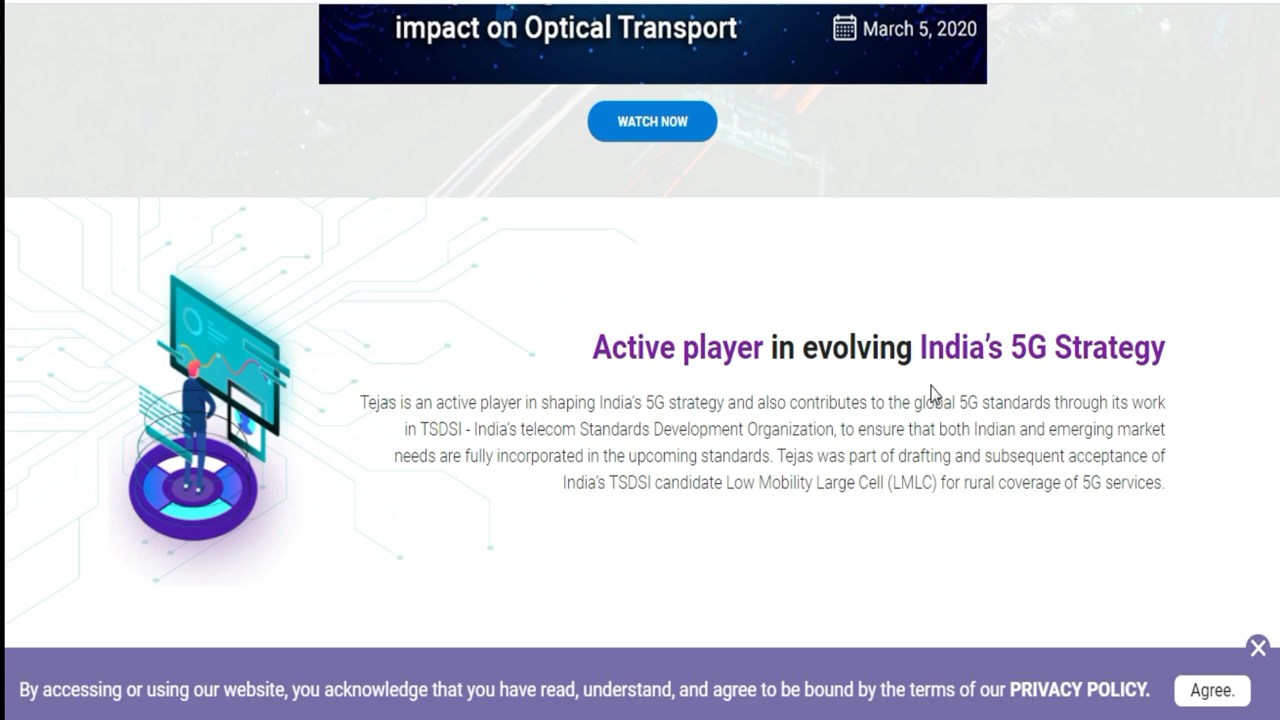 impact on Optical Transport
March 5, 2020
WATCH NOW
Active player in evolving India's 5G Strategy
Tejas is an active player in shaping India's 5G strategy and also contributes to the global 5G standards through its work
in TSDSI - India's telecom Standards Development Organization, to ensure that both Indian and emerging market
needs are fully incorporated in the upcoming standards. Tejas was part of drafting and subsequent acceptance of
India's TSDSI candidate Low Mobility Large Cell (LMLC) for rural coverage of 5G services.
By accessing or using our website, you acknowledge that you have read, understand, and agree to be bound by the terms of our PRIVACY POLICY.
Agree.